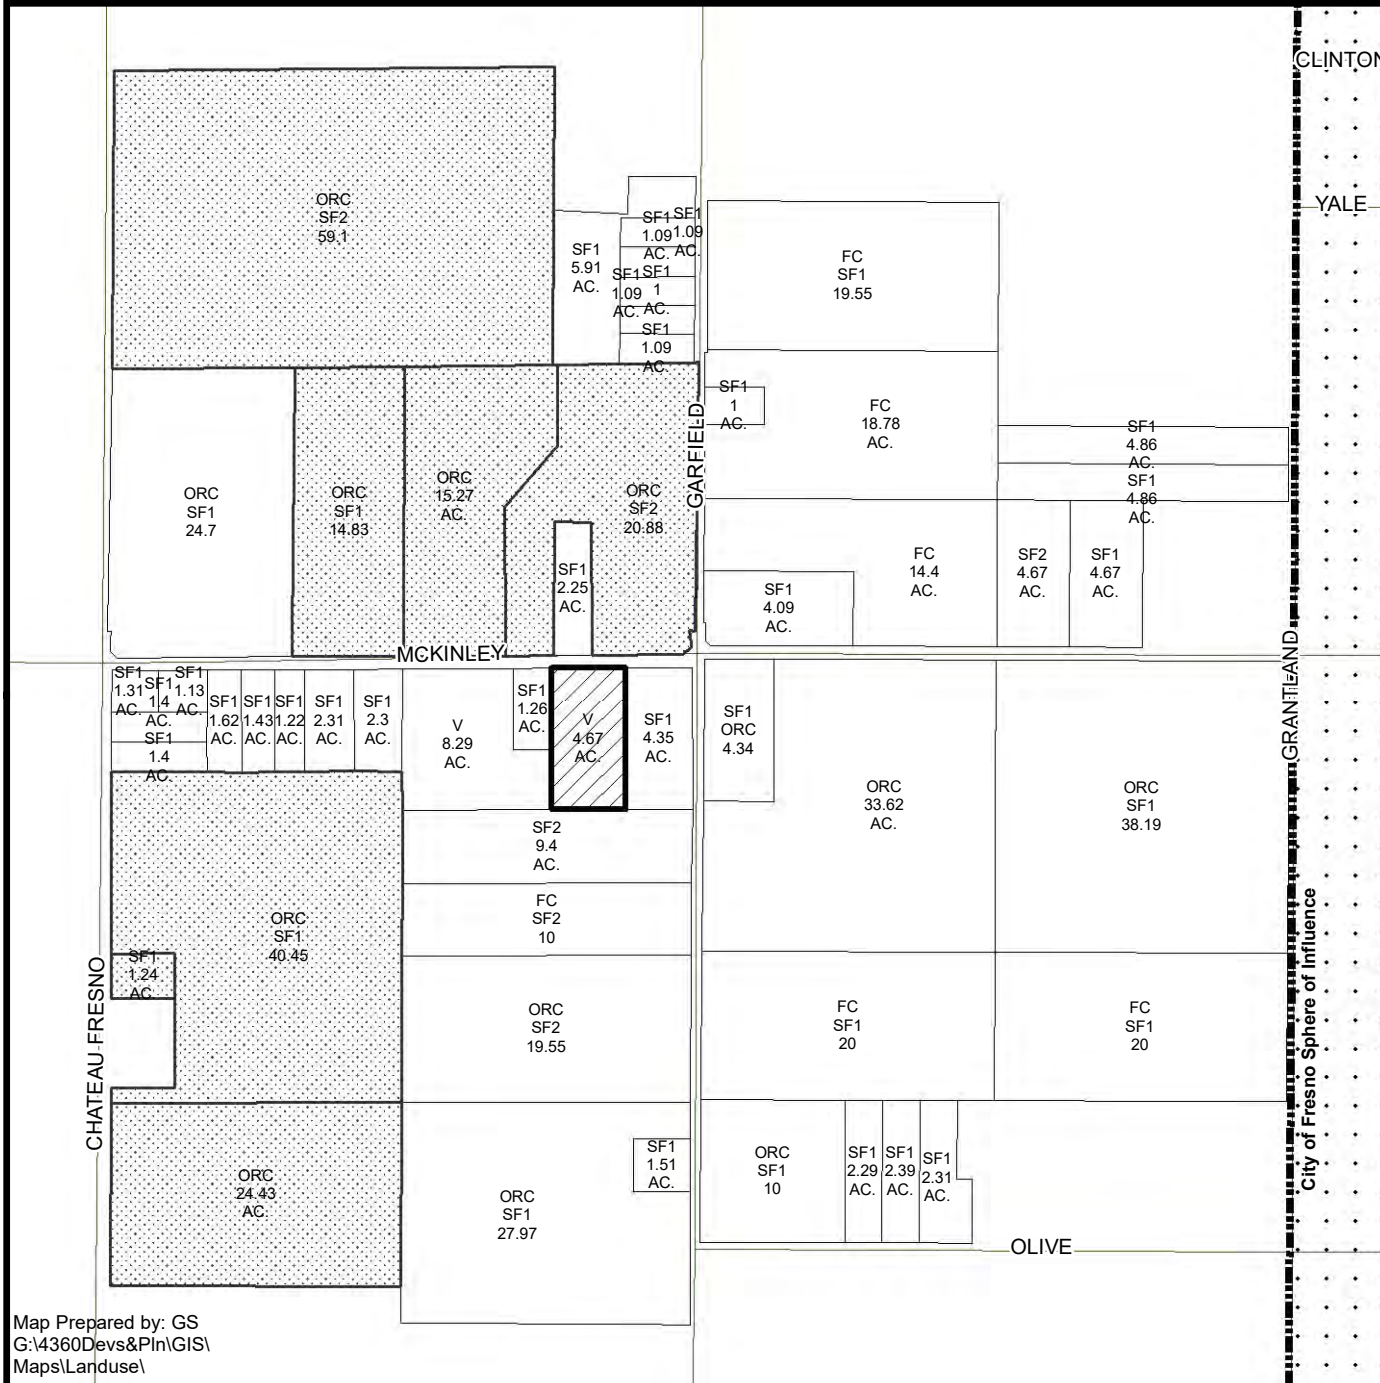 CLINTON
YALE
ORC
SF2
59.1
SF1
5.91
AC.
SF1
1.09
AC.
SF1
1.09
AC.
SF1
1.09
AC.
SF1
1
AC.
SF1
1.09
AC.
FC
SF1
19.55
SF1
1
AC.
FC
18.78
AC.
SF1
4.86
AC.
SF1
4.86
AC.
GARFIELD
ORC
SF1
24.7
ORC
SF1
14.83
ORC
15.27
AC.
ORC
SF2
20.88
SF1
2.25
AC.
FC
14.4
AC.
SF2
4.67
AC.
SF1
4.67
AC.
SF1
4.09
AC.
MCKINLEY
GRANTLAND
SF1
1.31
AC.
SF1
1.4
AC.
SF1
1.13
AC.
SF1
1.4
AC.
SF1
1.62
AC.
SF1
1.43
AC.
SF1
1.22
AC.
SF1
2.31
AC.
SF1
2.3
AC.
V
8.29
AC.
SF1
1.26
AC.
V
4.67
AC.
SF1
4.35
AC.
SF1
ORC
4.34
ORC
33.62
AC.
ORC
SF1
38.19
SF2
9.4
AC.
FC
SF2
10
ORC
SF1
40.45
SF1
1.24
AC.
CHATEAU FRESNO
ORC
SF2
19.55
FC
SF1
20
FC
SF1
20
City of Fresno Sphere of Influence
ORC
24.43
AC.
ORC
SF1
27.97
SF1
1.51
AC.
ORC
SF1
10
SF1
2.29
AC.
SF1
2.39
AC.
SF1
2.31
AC.
OLIVE
Map Prepared by: GS
G:\4360Devs&Pln\GIS\
Maps\Landuse\